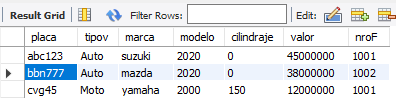 Result Grid Filter Rows: Edit:
placa tipov marca modelo cilindraje valor nroF
abc123 Auto suzuki 2020 0 45000000 1001
bbn777 Auto mazda 2020 0 38000000 1002
cvg45 Moto yamaha 2000 150 12000000 1001